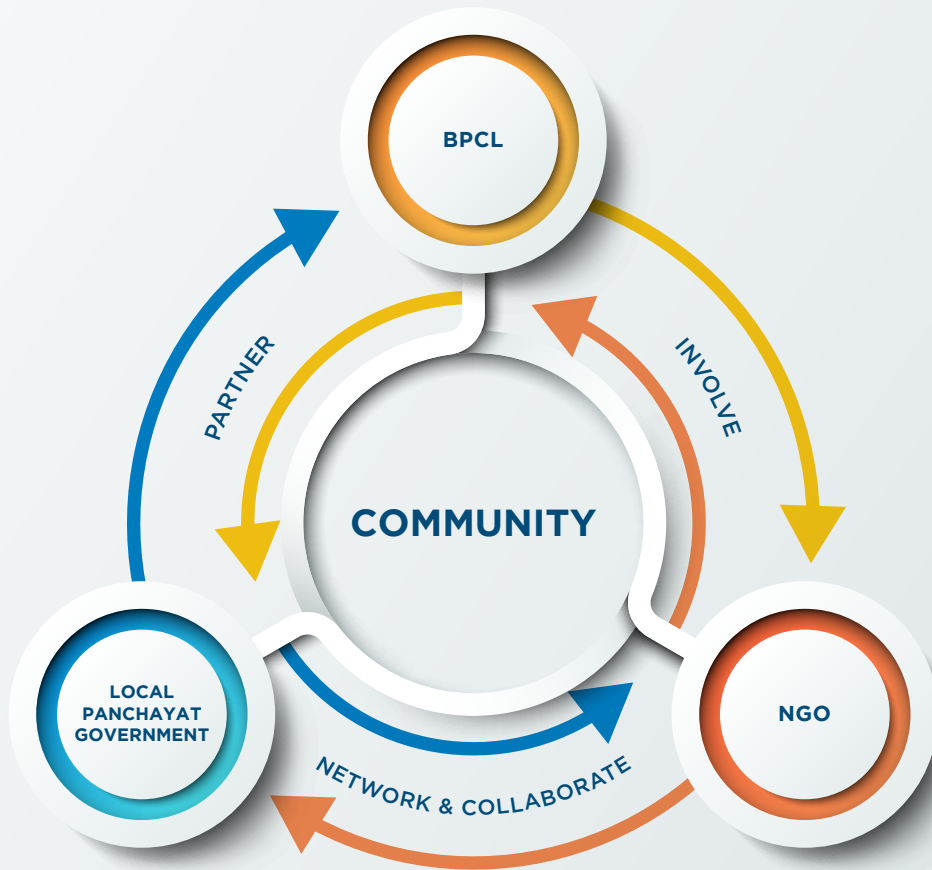 BPCL
PARTNER
INVOLVE
COMMUNITY
LOCAL
PANCHAYAT
GOVERNMENT
NGO
NETWORK & COLLABORATE